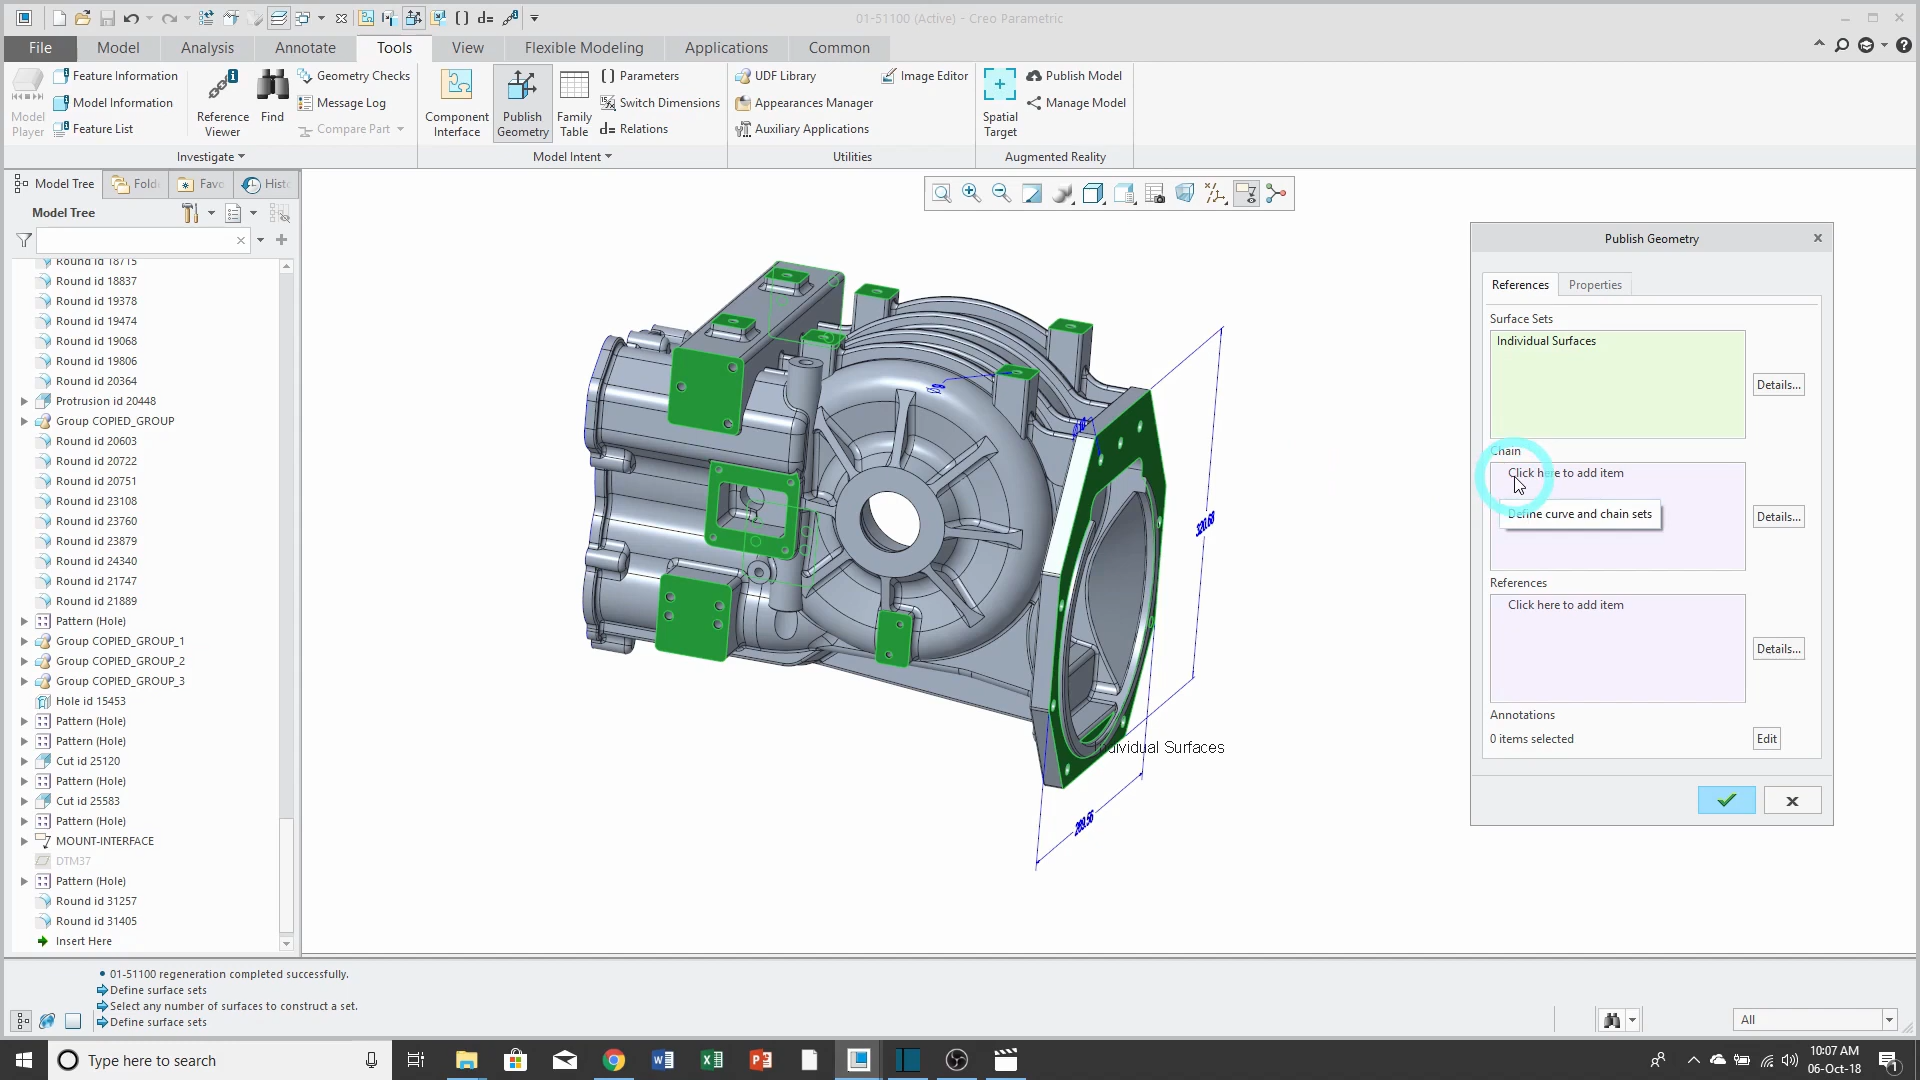 01-51100 (Active) - Creo Parametric
File
Model
Analysis
Annotate
Tools
View
Flexible Modeling
Applications
Common
Model Player
Feature Information
Model Information
Feature List
Reference Viewer
Find
Geometry Checks
Message Log
Compare Part
Investigate
Component Interface
Publish Geometry
Family Table
Parameters
Switch Dimensions
d= Relations
Model Intent
UDF Library
Appearances Manager
Auxiliary Applications
Image Editor
Utilities
Spatial Target
Publish Model
Manage Model
Augmented Reality
Model Tree
Fold
Favo
Histo
Model Tree
Round id 18715
Round id 18837
Round id 19378
Round id 19474
Round id 19068
Round id 19806
Round id 20364
Protrusion id 20448
Group COPIED_GROUP
Round id 20603
Round id 20722
Round id 20751
Round id 23108
Round id 23760
Round id 23879
Round id 24340
Round id 21747
Round id 21889
Pattern (Hole)
Group COPIED_GROUP_1
Group COPIED_GROUP_2
Group COPIED_GROUP_3
Hole id 15453
Pattern (Hole)
Pattern (Hole)
Cut id 25120
Pattern (Hole)
Cut id 25583
Pattern (Hole)
MOUNT-INTERFACE
DTM37
Pattern (Hole)
Round id 31257
Round id 31405
Insert Here
320.68
Individual Surfaces
269.56
Publish Geometry
References
Properties
Surface Sets
Individual Surfaces
Details...
Chain
Click here to add item
Define curve and chain sets
Details...
References
Click here to add item
Details...
Annotations
0 items selected
Edit
01-51100 regeneration completed successfully.
Define surface sets
Select any number of surfaces to construct a set.
Define surface sets
All
Type here to search
10:07 AM
06-Oct-18